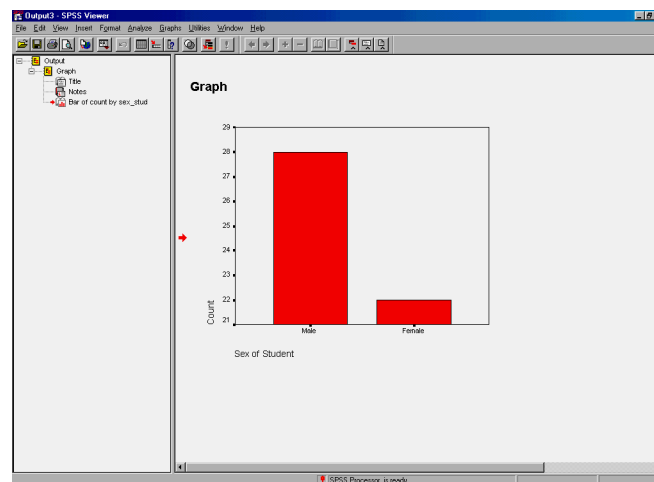 Output3 - SPSS Viewer
File Edit View Insert Format Analyze Graphs Utilities Window Help
Output
Graph
Title
Notes
Bar of count by sex_stud
Graph
29
28
27
26
25
24
23
22
21
Count
Male Female
Sex of Student
SPSS Processor is ready